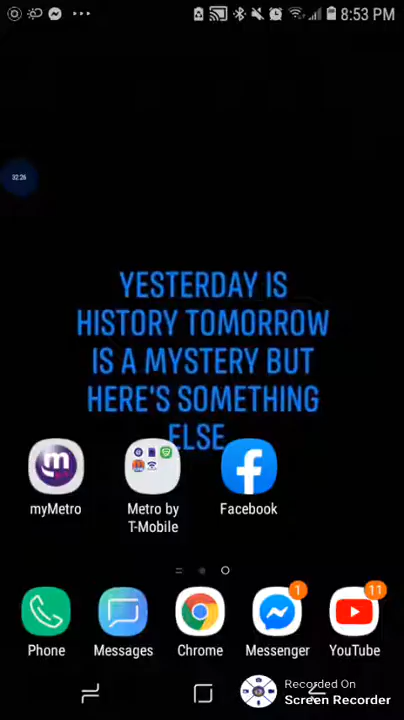 8:53 PM
32:26
YESTERDAY IS
HISTORY TOMORROW
IS A MYSTERY BUT
HERE'S SOMETHING
ELSE
myMetro
Metro by
T-Mobile
Facebook
1
11
Phone
Messages
Chrome
Messenger
YouTube
Recorded On
Screen Recorder